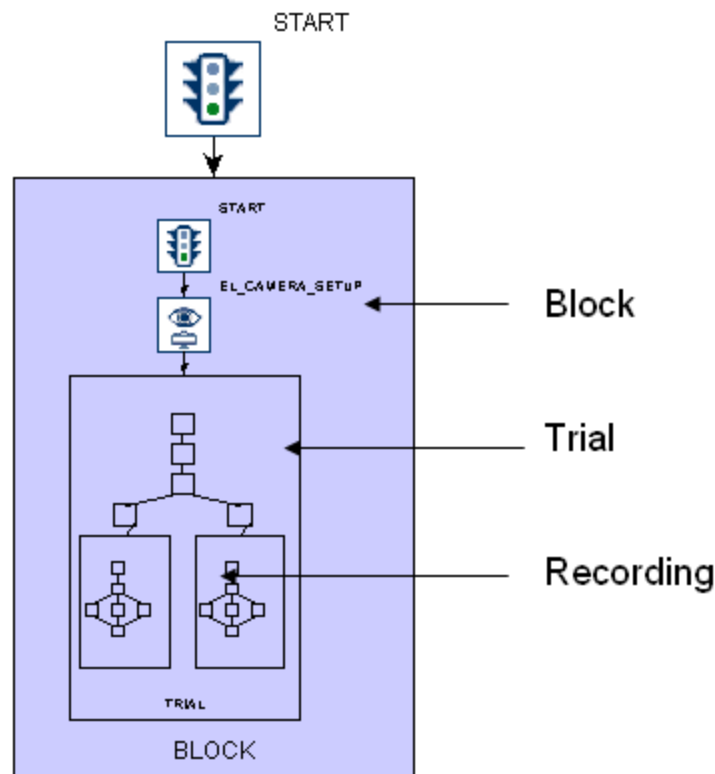 START
START
EL_CAMERA_SETUP
Block
Trial
Recording
TRIAL
BLOCK